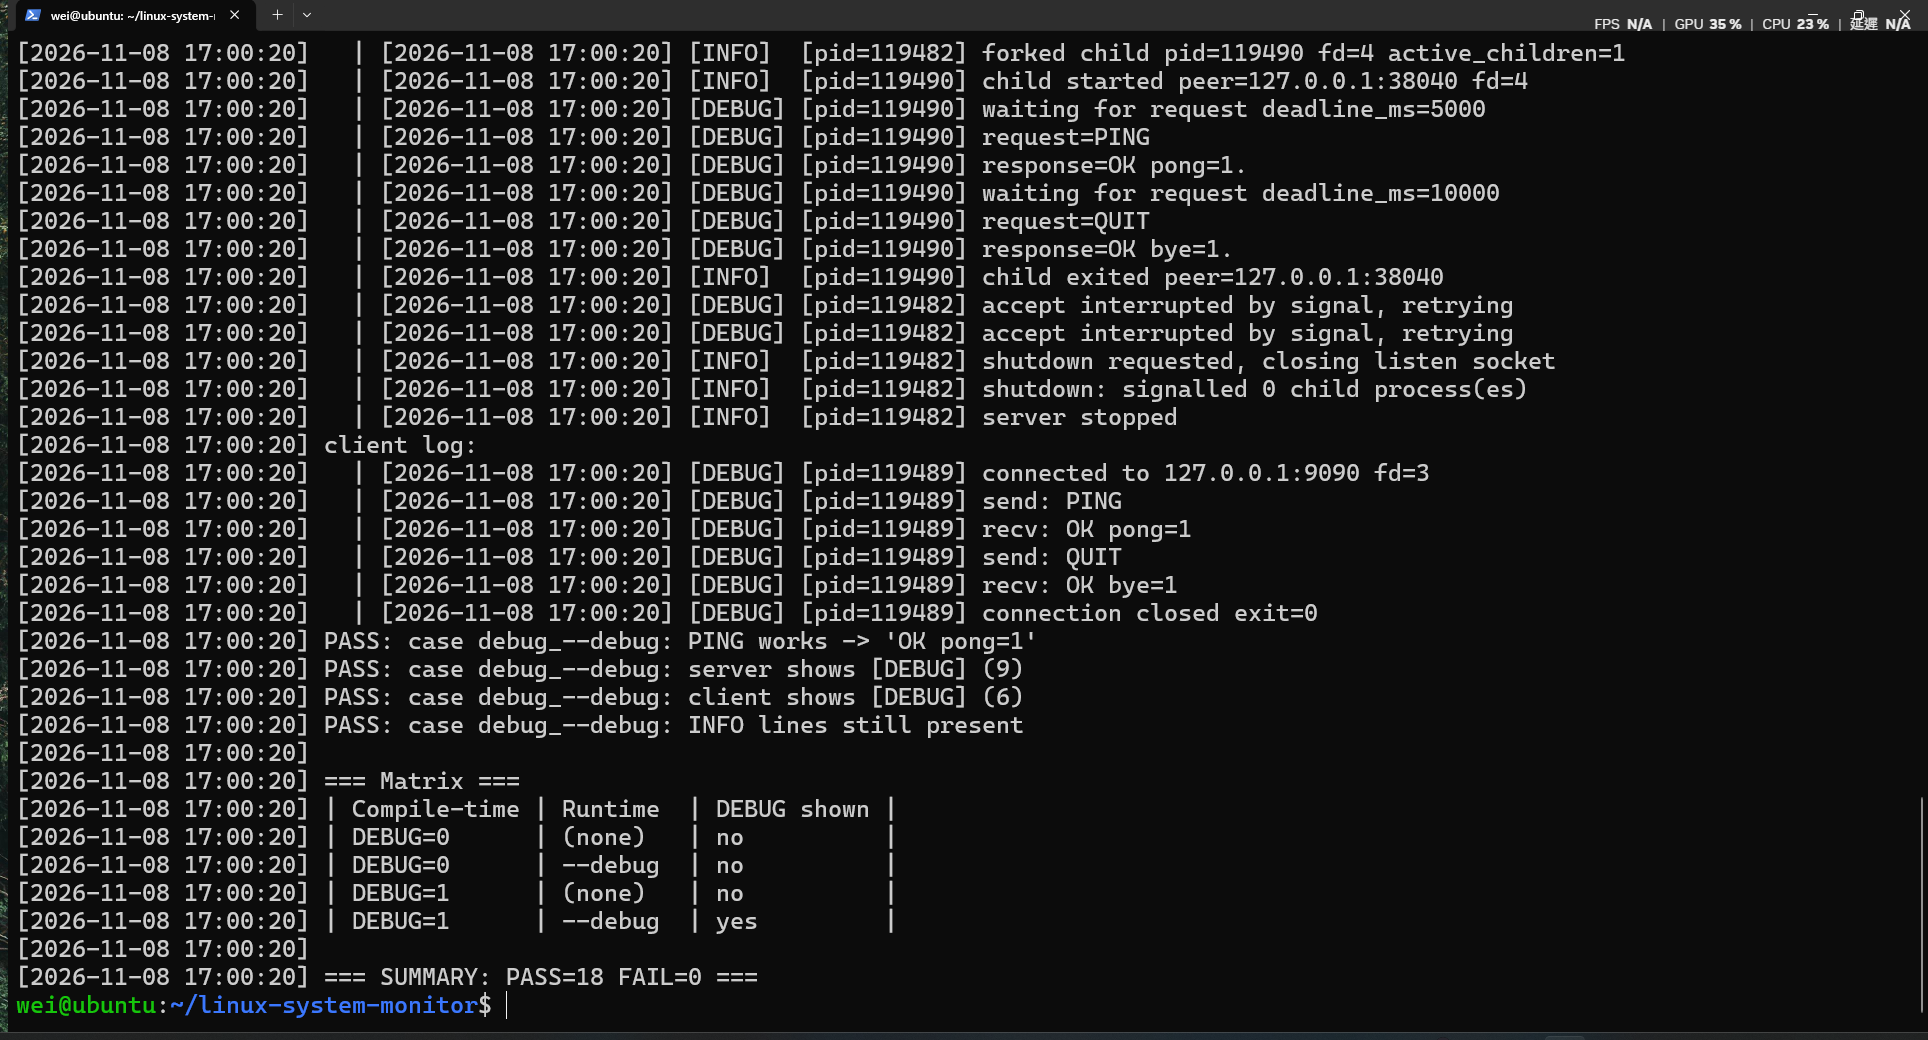 wei@ubuntu: ~/linux-system-
FPS N/A | GPU 35 % | CPU 23 % | 延遲 N/A
[2026-11-08 17:00:20]   | [2026-11-08 17:00:20] [INFO]  [pid=119482] forked child pid=119490 fd=4 active_children=1
[2026-11-08 17:00:20]   | [2026-11-08 17:00:20] [INFO]  [pid=119490] child started peer=127.0.0.1:38040 fd=4
[2026-11-08 17:00:20]   | [2026-11-08 17:00:20] [DEBUG] [pid=119490] waiting for request deadline_ms=5000
[2026-11-08 17:00:20]   | [2026-11-08 17:00:20] [DEBUG] [pid=119490] request=PING
[2026-11-08 17:00:20]   | [2026-11-08 17:00:20] [DEBUG] [pid=119490] response=OK pong=1.
[2026-11-08 17:00:20]   | [2026-11-08 17:00:20] [DEBUG] [pid=119490] waiting for request deadline_ms=10000
[2026-11-08 17:00:20]   | [2026-11-08 17:00:20] [DEBUG] [pid=119490] request=QUIT
[2026-11-08 17:00:20]   | [2026-11-08 17:00:20] [DEBUG] [pid=119490] response=OK bye=1.
[2026-11-08 17:00:20]   | [2026-11-08 17:00:20] [INFO]  [pid=119490] child exited peer=127.0.0.1:38040
[2026-11-08 17:00:20]   | [2026-11-08 17:00:20] [DEBUG] [pid=119482] accept interrupted by signal, retrying
[2026-11-08 17:00:20]   | [2026-11-08 17:00:20] [DEBUG] [pid=119482] accept interrupted by signal, retrying
[2026-11-08 17:00:20]   | [2026-11-08 17:00:20] [INFO]  [pid=119482] shutdown requested, closing listen socket
[2026-11-08 17:00:20]   | [2026-11-08 17:00:20] [INFO]  [pid=119482] shutdown: signalled 0 child process(es)
[2026-11-08 17:00:20]   | [2026-11-08 17:00:20] [INFO]  [pid=119482] server stopped
[2026-11-08 17:00:20] client log:
[2026-11-08 17:00:20]   | [2026-11-08 17:00:20] [DEBUG] [pid=119489] connected to 127.0.0.1:9090 fd=3
[2026-11-08 17:00:20]   | [2026-11-08 17:00:20] [DEBUG] [pid=119489] send: PING
[2026-11-08 17:00:20]   | [2026-11-08 17:00:20] [DEBUG] [pid=119489] recv: OK pong=1
[2026-11-08 17:00:20]   | [2026-11-08 17:00:20] [DEBUG] [pid=119489] send: QUIT
[2026-11-08 17:00:20]   | [2026-11-08 17:00:20] [DEBUG] [pid=119489] recv: OK bye=1
[2026-11-08 17:00:20]   | [2026-11-08 17:00:20] [DEBUG] [pid=119489] connection closed exit=0
[2026-11-08 17:00:20] PASS: case debug_--debug: PING works -> 'OK pong=1'
[2026-11-08 17:00:20] PASS: case debug_--debug: server shows [DEBUG] (9)
[2026-11-08 17:00:20] PASS: case debug_--debug: client shows [DEBUG] (6)
[2026-11-08 17:00:20] PASS: case debug_--debug: INFO lines still present
[2026-11-08 17:00:20]
[2026-11-08 17:00:20] === Matrix ===
[2026-11-08 17:00:20] | Compile-time | Runtime  | DEBUG shown |
[2026-11-08 17:00:20] | DEBUG=0      | (none)   | no          |
[2026-11-08 17:00:20] | DEBUG=0      | --debug  | no          |
[2026-11-08 17:00:20] | DEBUG=1      | (none)   | no          |
[2026-11-08 17:00:20] | DEBUG=1      | --debug  | yes         |
[2026-11-08 17:00:20]
[2026-11-08 17:00:20] === SUMMARY: PASS=18 FAIL=0 ===
wei@ubuntu:~/linux-system-monitor$